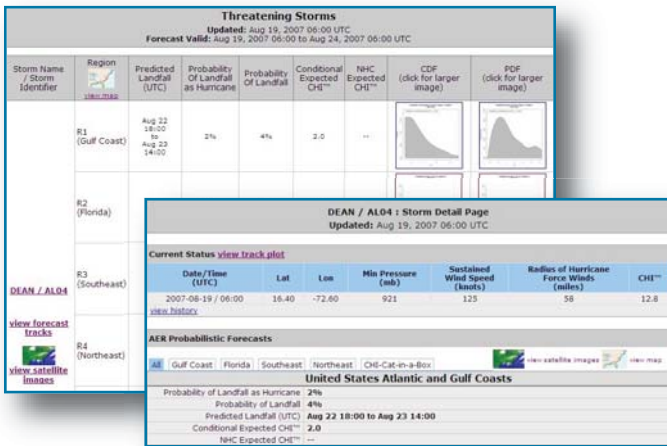 Threatening Storms
Updated: Aug 19, 2007 06:00 UTC
Forecast Valid: Aug 19, 2007 06:00 to Aug 24, 2007 06:00 UTC
Storm Name / Storm Identifier
Region
view map
Predicted Landfall (UTC)
Probability Of Landfall as Hurricane
Probability Of Landfall
Conditional Expected CHI™
NHC Expected CHI™
CDF (click for larger image)
PDF (click for larger image)
R1 (Gulf Coast)
Aug 22 18:00 to Aug 23 14:00
2%
4%
2.0
--
R2 (Florida)
R3 (Southeast)
R4 (Northeast)
DEAN / AL04
view forecast tracks
view satellite images
DEAN / AL04 : Storm Detail Page
Updated: Aug 19, 2007 06:00 UTC
Current Status view track plot
Date/Time (UTC)
Lat
Lon
Min Pressure (mb)
Sustained Wind Speed (knots)
Radius of Hurricane Force Winds (miles)
CHI™
2007-08-19 / 06:00
16.40
-72.60
921
125
58
12.8
view history
AER Probabilistic Forecasts
All
Gulf Coast
Florida
Southeast
Northeast
CHI-Cat-in-a-Box
view satellite images
view map
United States Atlantic and Gulf Coasts
Probability of Landfall as Hurricane 2%
Probability of Landfall 4%
Predicted Landfall (UTC) Aug 22 18:00 to Aug 23 14:00
Conditional Expected CHI™ 2.0
NHC Expected CHI™ --